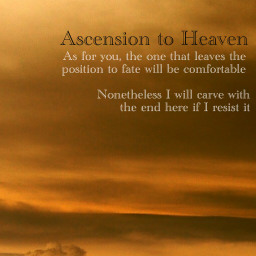 Ascension to Heaven
As for you, the one that leaves the
position to fate will be comfortable
Nonetheless I will carve with
the end here if I resist it